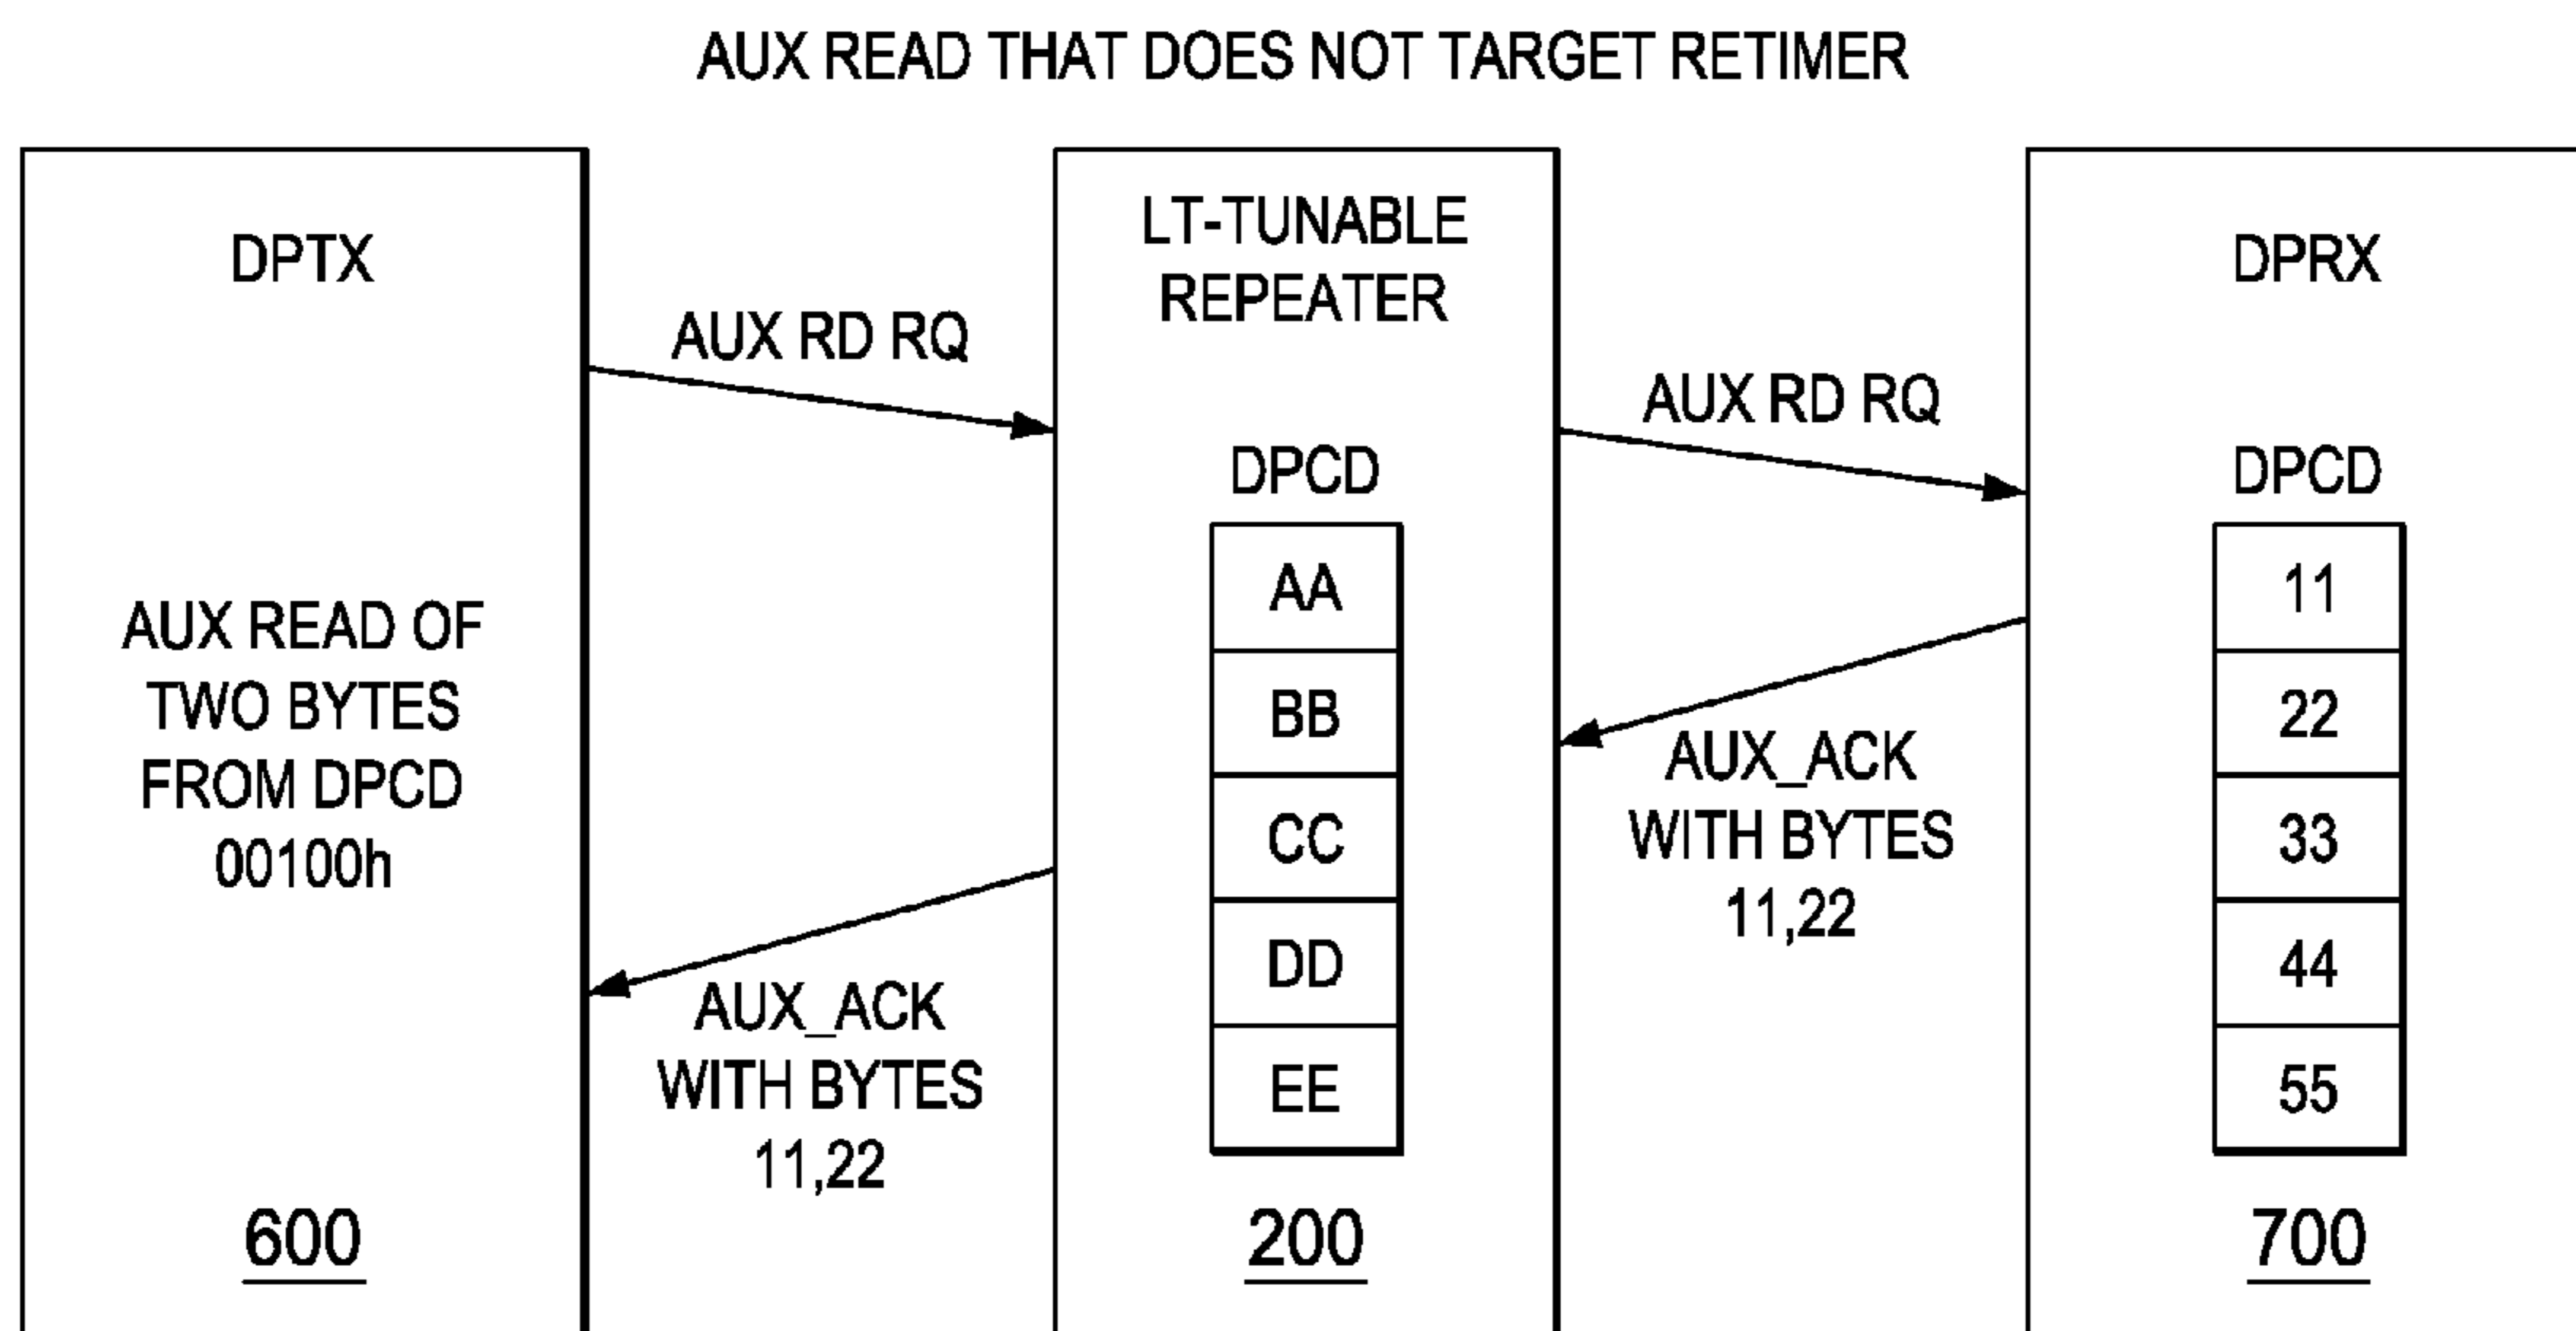 AUX READ THAT DOES NOT TARGET RETIMER
DPTX
AUX READ OF
TWO BYTES
FROM DPCD
00100h
600
AUX RD RQ
AUX_ACK
WITH BYTES
11,22
LT-TUNABLE
REPEATER
DPCD
AA
BB
CC
DD
EE
200
AUX RD RQ
AUX_ACK
WITH BYTES
11,22
DPRX
DPCD
11
22
33
44
55
700